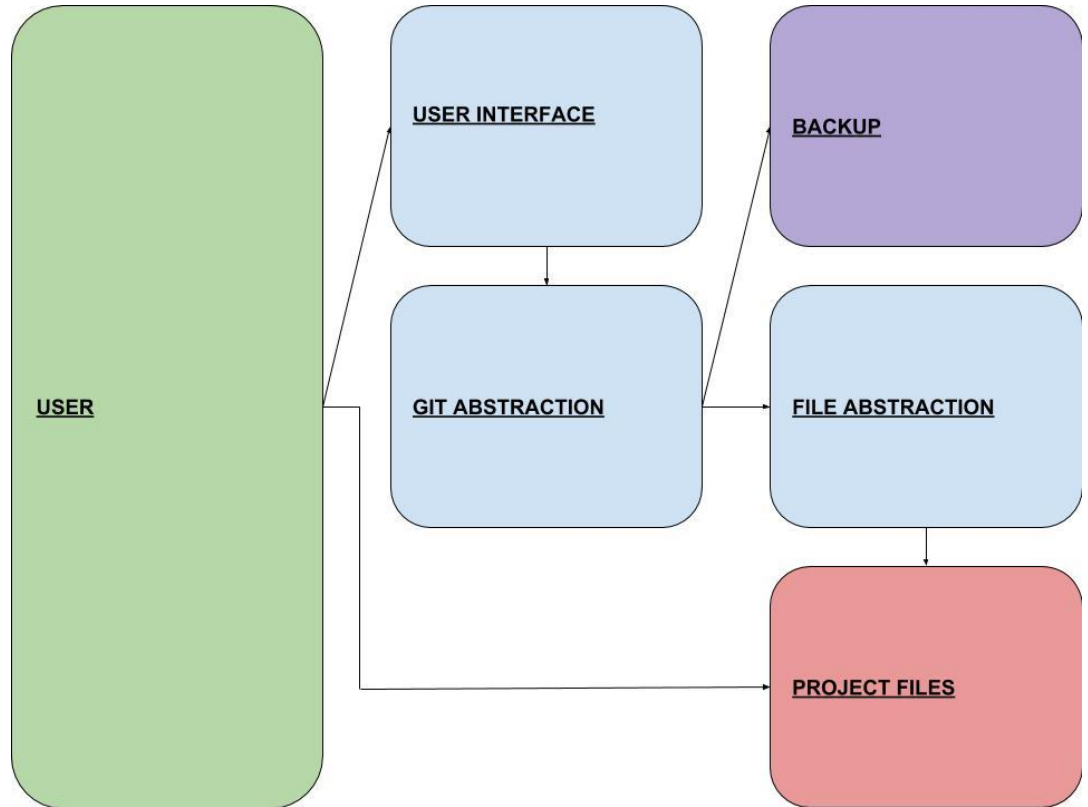 USER
USER INTERFACE
BACKUP
GIT ABSTRACTION
FILE ABSTRACTION
PROJECT FILES